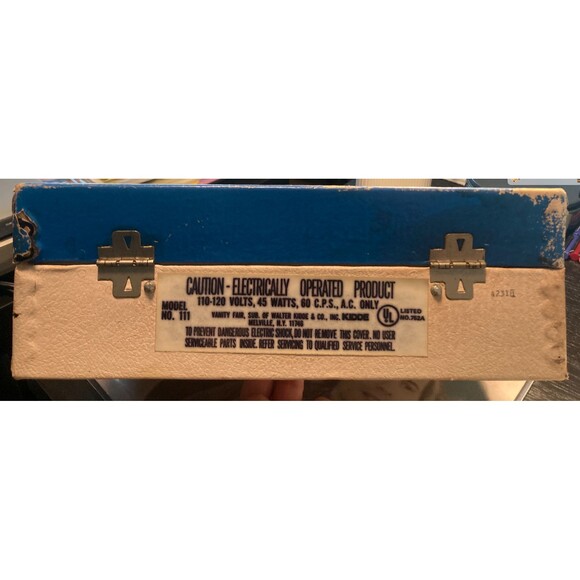 CAUTION - ELECTRICALLY OPERATED PRODUCT
110-120 VOLTS, 45 WATTS, 60 C.P.S., A.C. ONLY
MODEL NO. 111
VANITY FAIR, SUB. OF WALTER KIDDE & CO., INC. KIDDE
MELVILLE, N.Y. 11746
UL LISTED NO. 762A
TO PREVENT DANGEROUS ELECTRIC SHOCK, DO NOT REMOVE THIS COVER. NO USER
SERVICEABLE PARTS INSIDE. REFER SERVICING TO QUALIFIED SERVICE PERSONNEL.